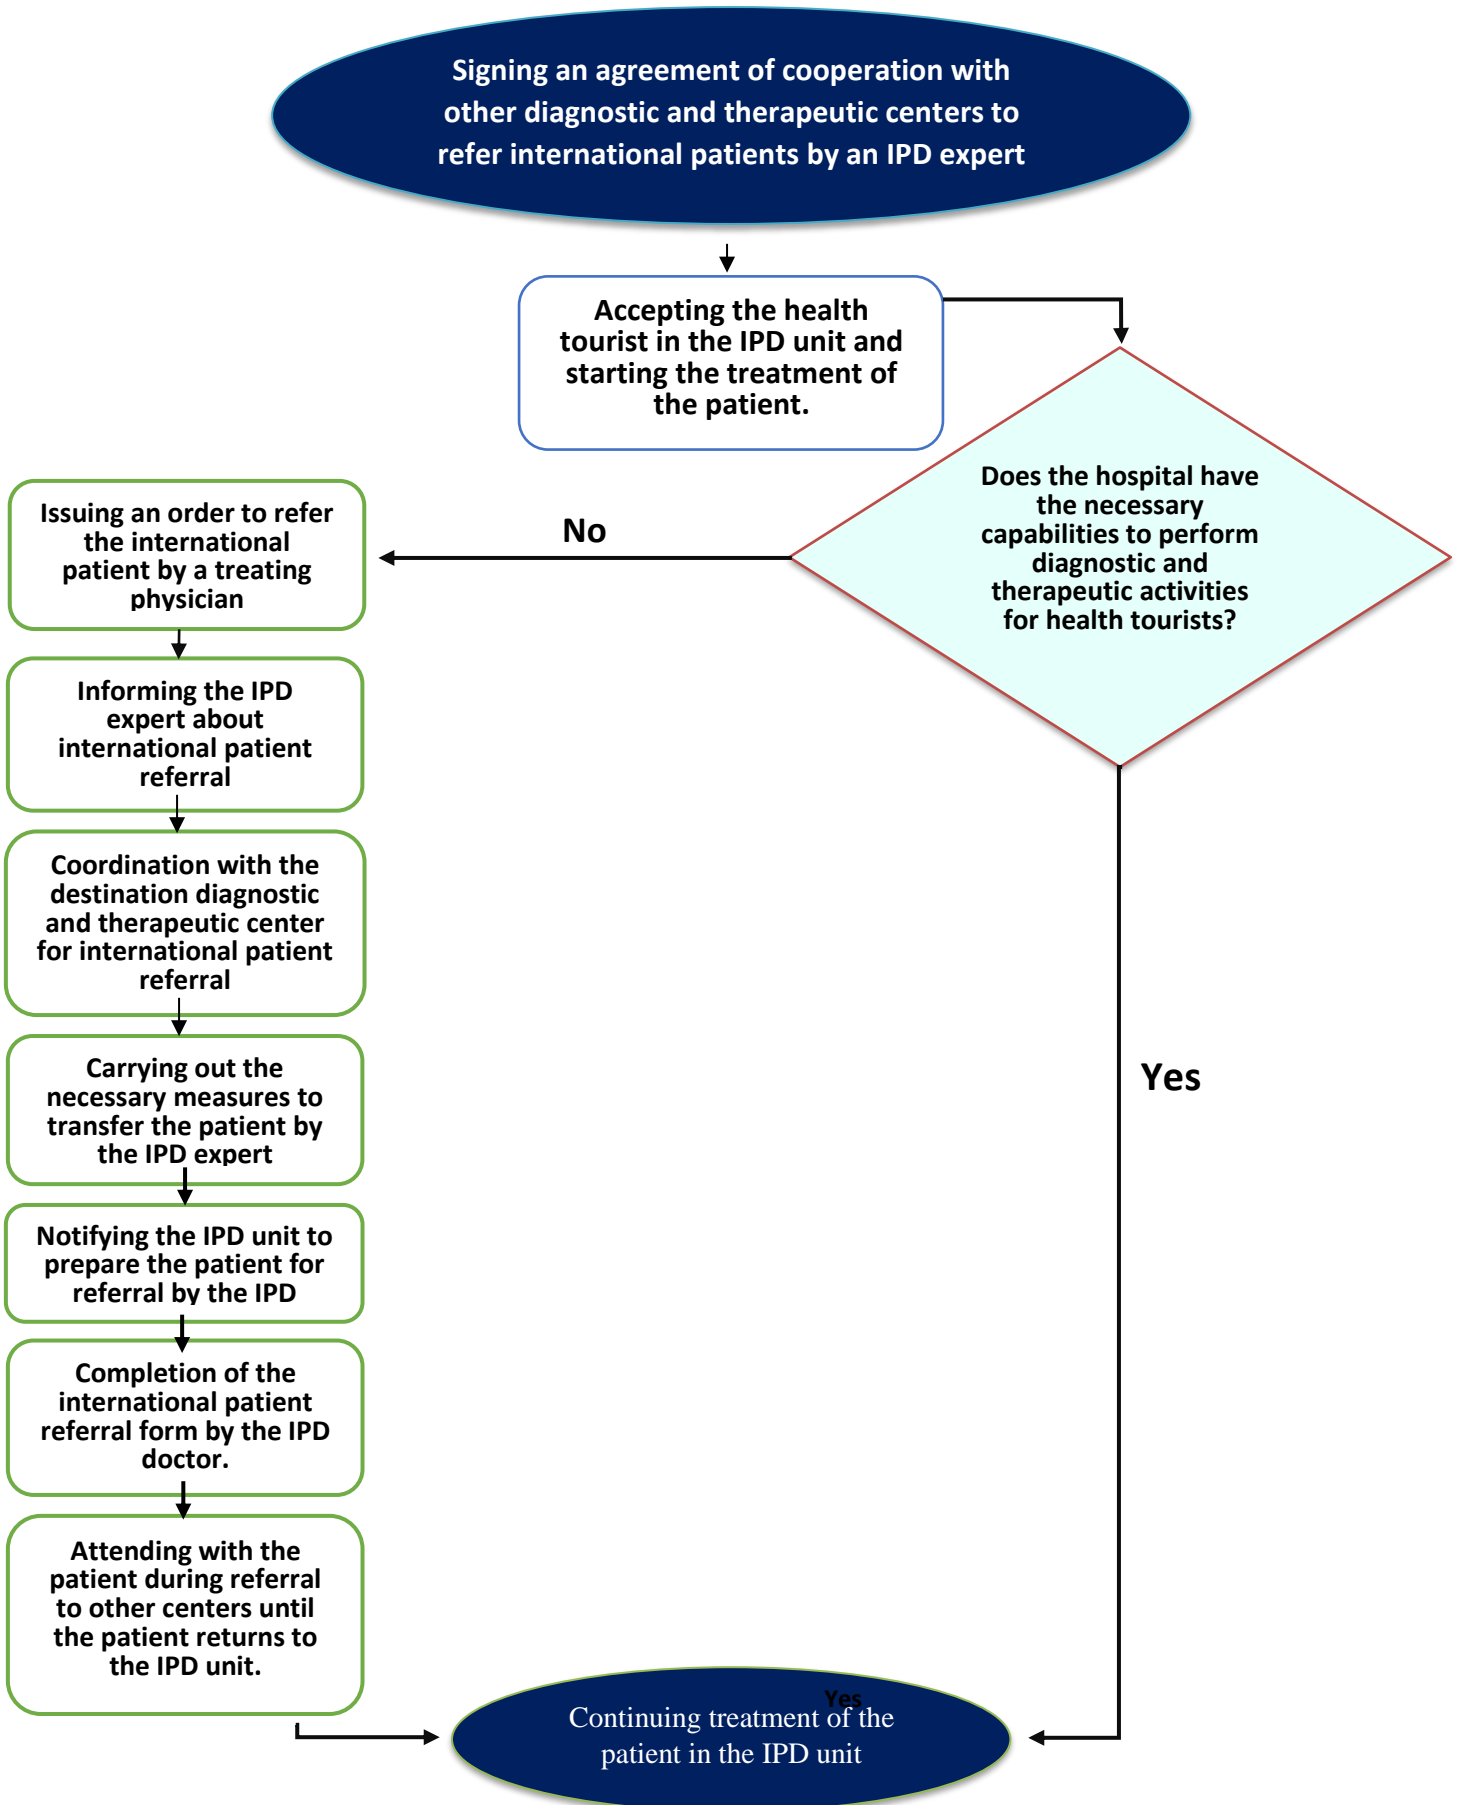 Signing an agreement of cooperation with
other diagnostic and therapeutic centers to
refer international patients by an IPD expert
Accepting the health
tourist in the IPD unit and
starting the treatment of
the patient.
Does the hospital have
the necessary
capabilities to perform
diagnostic and
therapeutic activities
for health tourists?
No
Issuing an order to refer
the international
patient by a treating
physician
Informing the IPD
expert about
international patient
referral
Coordination with the
destination diagnostic
and therapeutic center
for international patient
referral
Carrying out the
necessary measures to
transfer the patient by
the IPD expert
Yes
Notifying the IPD unit to
prepare the patient for
referral by the IPD
Completion of the
international patient
referral form by the IPD
doctor.
Attending with the
patient during referral
to other centers until
the patient returns to
the IPD unit.
Yes
Continuing treatment of the
patient in the IPD unit